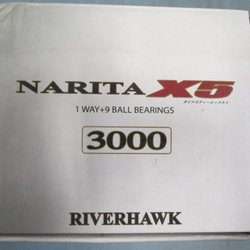 NARITA X5
1 WAY+9 BALL BEARINGS
3000
RIVERHAWK